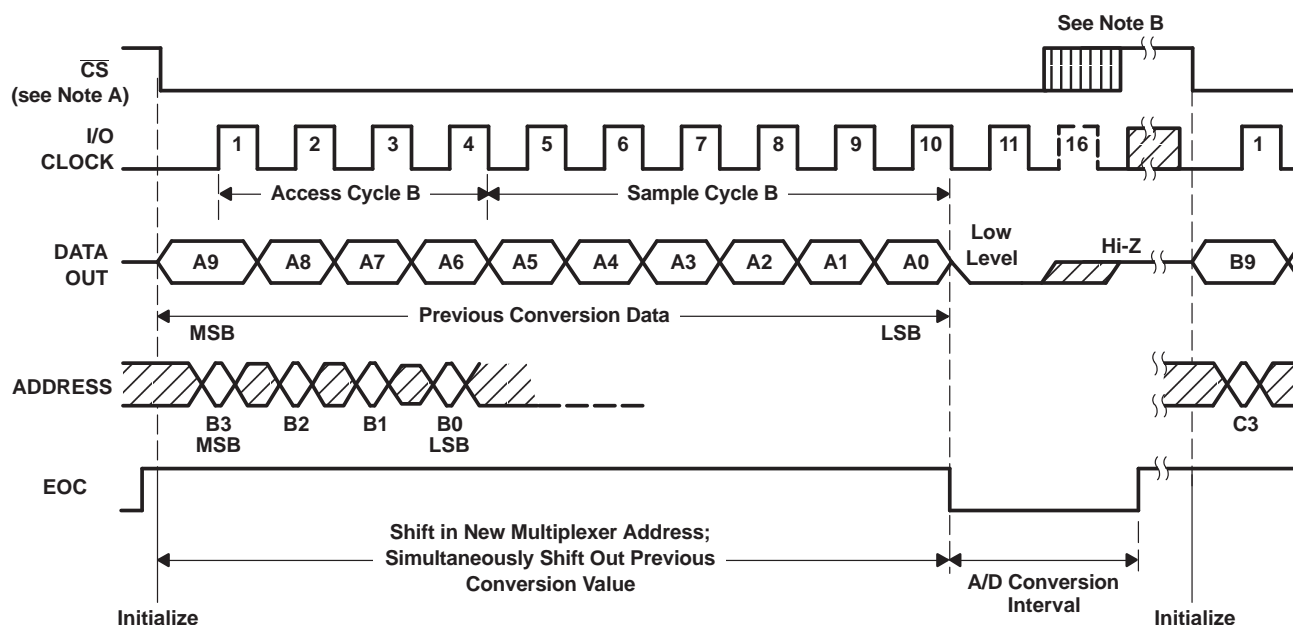 See Note B
CS
(see Note A)
I/O
CLOCK
1 2 3 4 5 6 7 8 9 10 11 16 1
Access Cycle B
Sample Cycle B
DATA
OUT
A9 A8 A7 A6 A5 A4 A3 A2 A1 A0
Low
Level
Hi-Z
B9
Previous Conversion Data
MSB
LSB
ADDRESS
B3 B2 B1 B0 C3
MSB LSB
EOC
Shift in New Multiplexer Address;
Simultaneously Shift Out Previous
Conversion Value
A/D Conversion
Interval
Initialize
Initialize